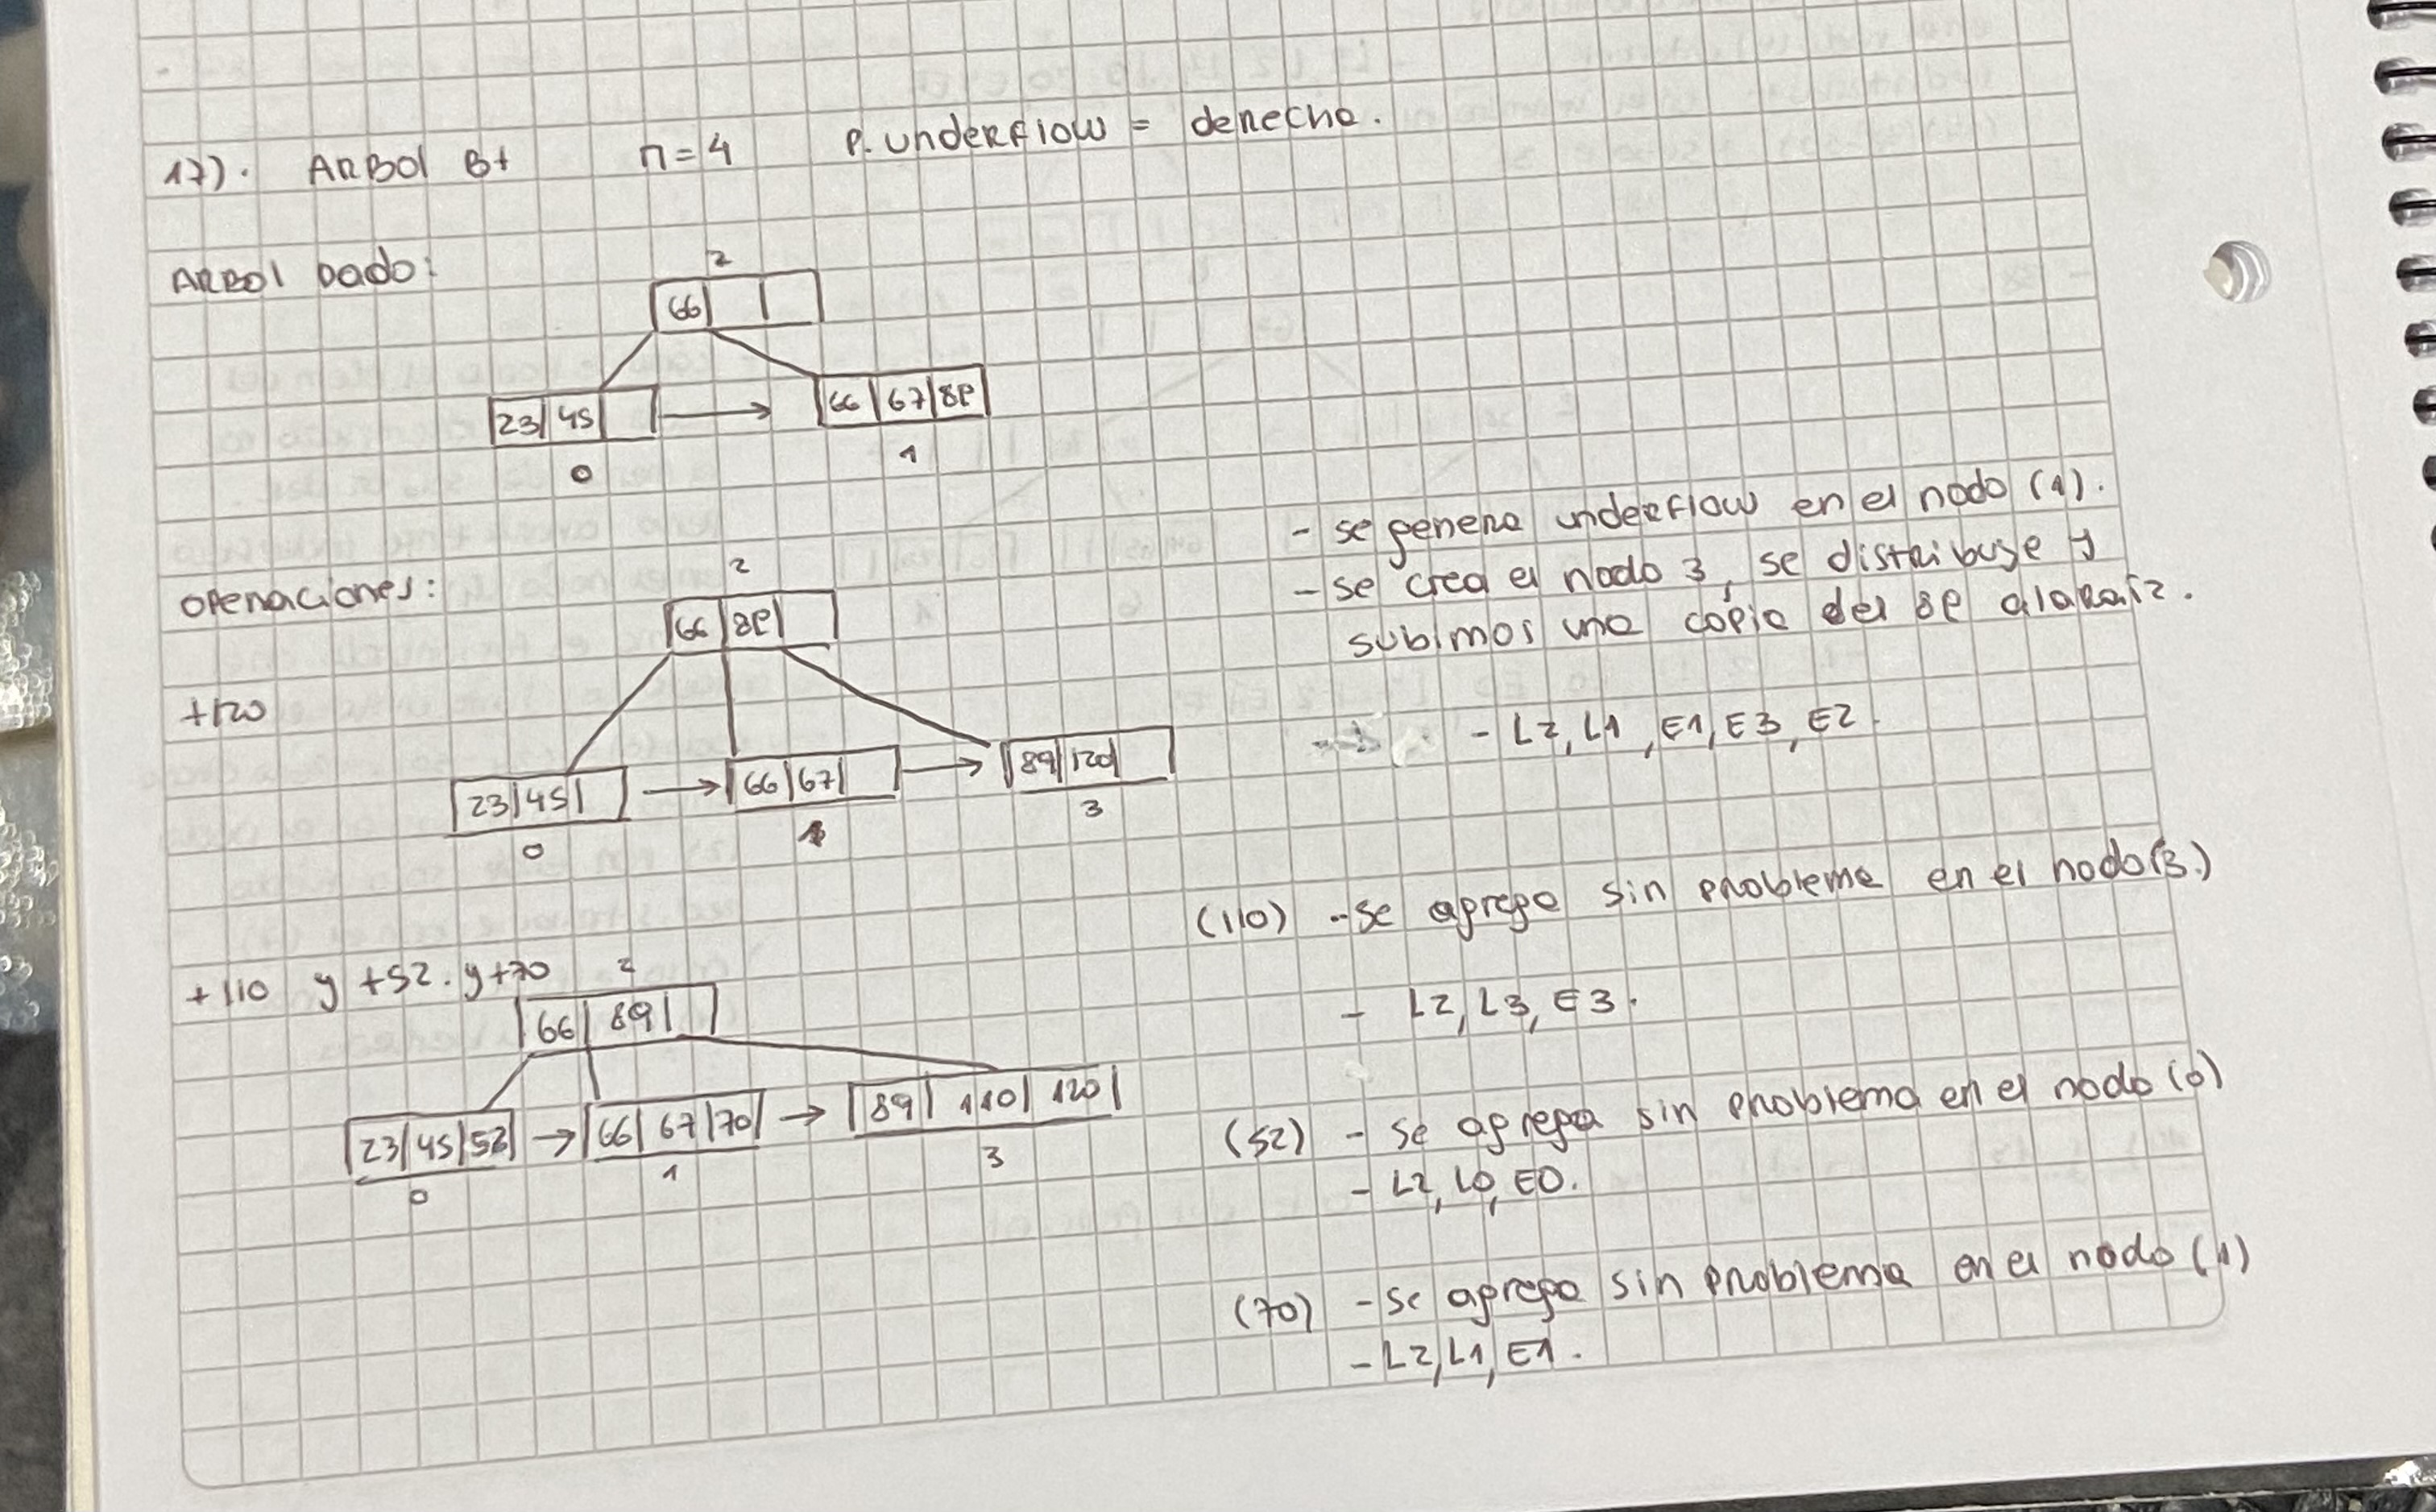 17). ARBOl B+ n=4 P. underflow = derecha.
ARBOl Dado:
2
66
23 45 66 67 89
0 1
operaciones:
- se genera underflow en el nodo (1).
- se crea el nodo 3, se distribuye y
subimos una copia del 89 a la raíz.
2
66 89
+120
- L2, L1, E1, E3, E2.
23 45 66 67 89 120
0 1 3
(110) - se agrega sin problema en el nodo (3.)
+110 y +52. y +70
2
66 89
- L2, L3, E3.
23 45 52 66 67 70 89 110 120
0 1 3
(52) - se agrega sin problema en el nodo (0)
- L2, L0, E0.
(70) - se agrega sin problema en el nodo (1)
- L2, L1, E1.